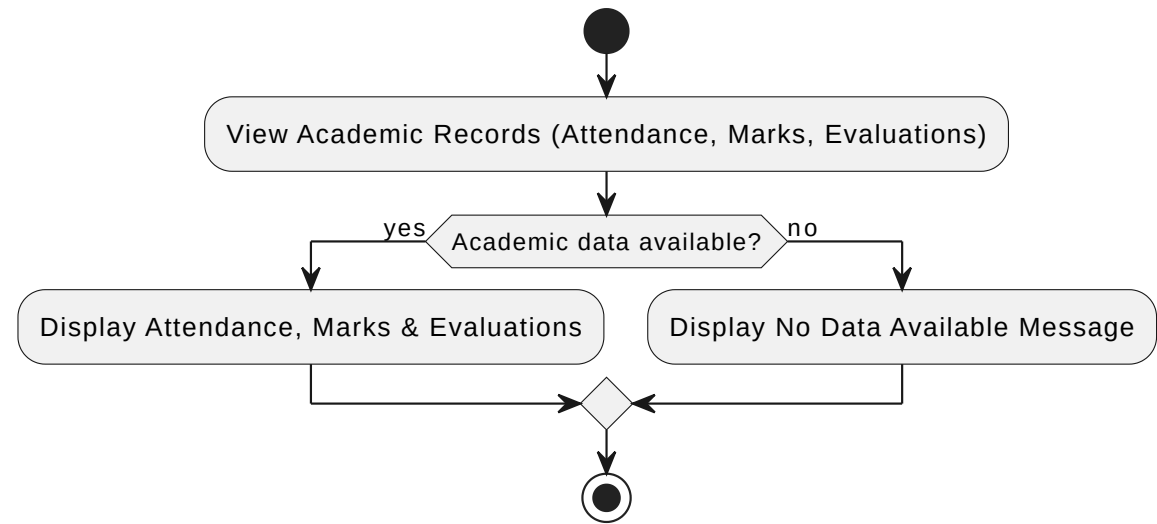 View Academic Records (Attendance, Marks, Evaluations)
yes
Academic data available?
no
Display Attendance, Marks & Evaluations
Display No Data Available Message